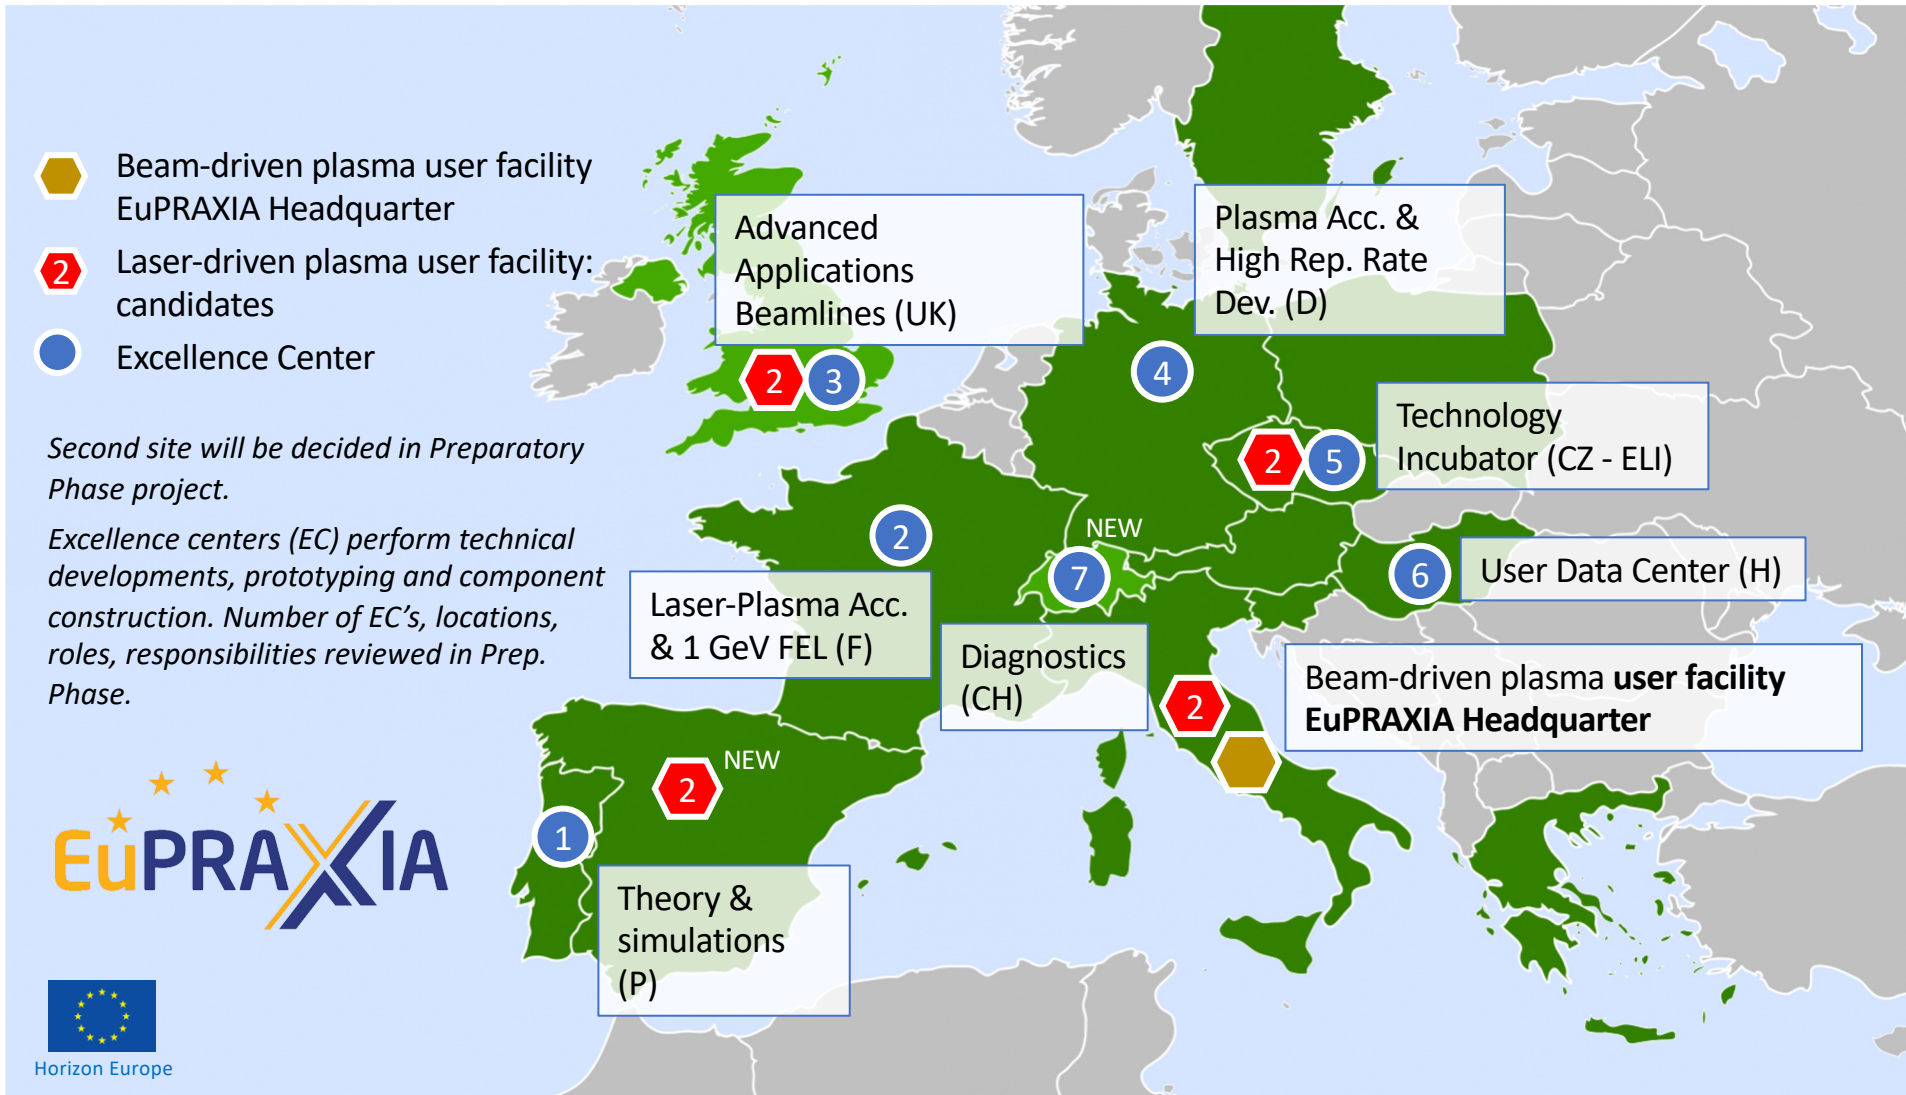 Beam-driven plasma user facility
EuPRAXIA Headquarter
2
Laser-driven plasma user facility:
candidates
Excellence Center
Second site will be decided in Preparatory
Phase project.
Excellence centers (EC) perform technical
developments, prototyping and component
construction. Number of EC's, locations,
roles, responsibilities reviewed in Prep.
Phase.
EuPRAXIA
Horizon Europe
Advanced
Applications
Beamlines (UK)
2
3
Plasma Acc. &
High Rep. Rate
Dev. (D)
4
Technology
Incubator (CZ - ELI)
2
5
2
Laser-Plasma Acc.
& 1 GeV FEL (F)
NEW
7
Diagnostics
(CH)
6
User Data Center (H)
Beam-driven plasma user facility
EuPRAXIA Headquarter
2
2
NEW
1
Theory &
simulations
(P)